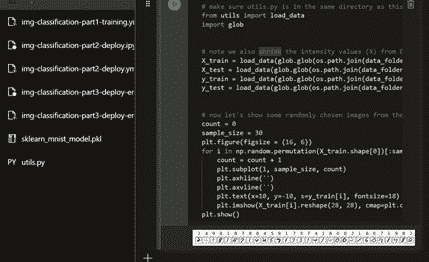 img-classification-part1-training.y
img-classification-part2-deploy.ip
img-classification-part2-deploy.ym
img-classification-part3-deploy-er
img-classification-part3-deploy-er
sklearn_mnist_model.pkl
PY utils.py
# make sure utils.py is in the same directory as this
from utils import load_data
import glob
# note we also shrink the intensity values (X) from
X_train = load_data(glob.glob(os.path.join(data_folde
X_test = load_data(glob.glob(os.path.join(data_folder
y_train = load_data(glob.glob(os.path.join(data_folde
y_test = load_data(glob.glob(os.path.join(data_folder
# now let's show some randomly chosen images from the
count = 0
sample_size = 30
plt.figure(figsize = (16, 6))
for i in np.random.permutation(X_train.shape[0])[:sam
count = count + 1
plt.subplot(1, sample_size, count)
plt.axhline('')
plt.axvline('')
plt.text(x=10, y=-10, s=y_train[i], fontsize=18)
plt.imshow(X_train[i].reshape(28, 28), cmap=plt.c
plt.show()